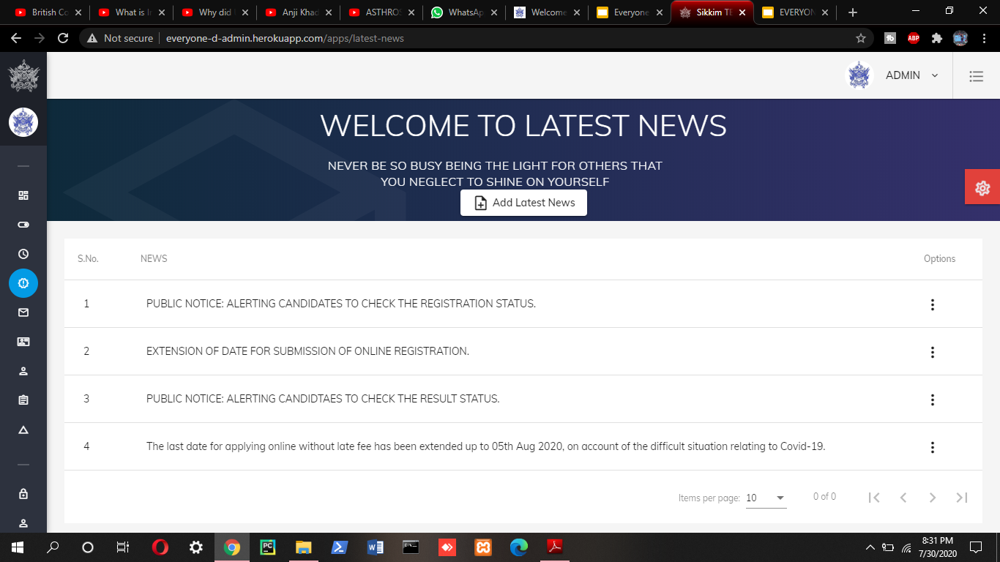 British Co
What is I
Why did
Anji Khad
ASTHROS
WhatsAp
Welcome
Everyone
Sikkim TE
EVERYON
Not secure
everyone-d-admin.herokuapp.com/apps/latest-news
ABP
ADMIN
WELCOME TO LATEST NEWS
NEVER BE SO BUSY BEING THE LIGHT FOR OTHERS THAT
YOU NEGLECT TO SHINE ON YOURSELF
Add Latest News
S.No. NEWS Options
1 PUBLIC NOTICE: ALERTING CANDIDATES TO CHECK THE REGISTRATION STATUS.
2 EXTENSION OF DATE FOR SUBMISSION OF ONLINE REGISTRATION.
3 PUBLIC NOTICE: ALERTING CANDIDTAES TO CHECK THE RESULT STATUS.
4 The last date for applying online without late fee has been extended up to 05th Aug 2020, on account of the difficult situation relating to Covid-19.
Items per page: 10 0 of 0
PC
8:31 PM
7/30/2020